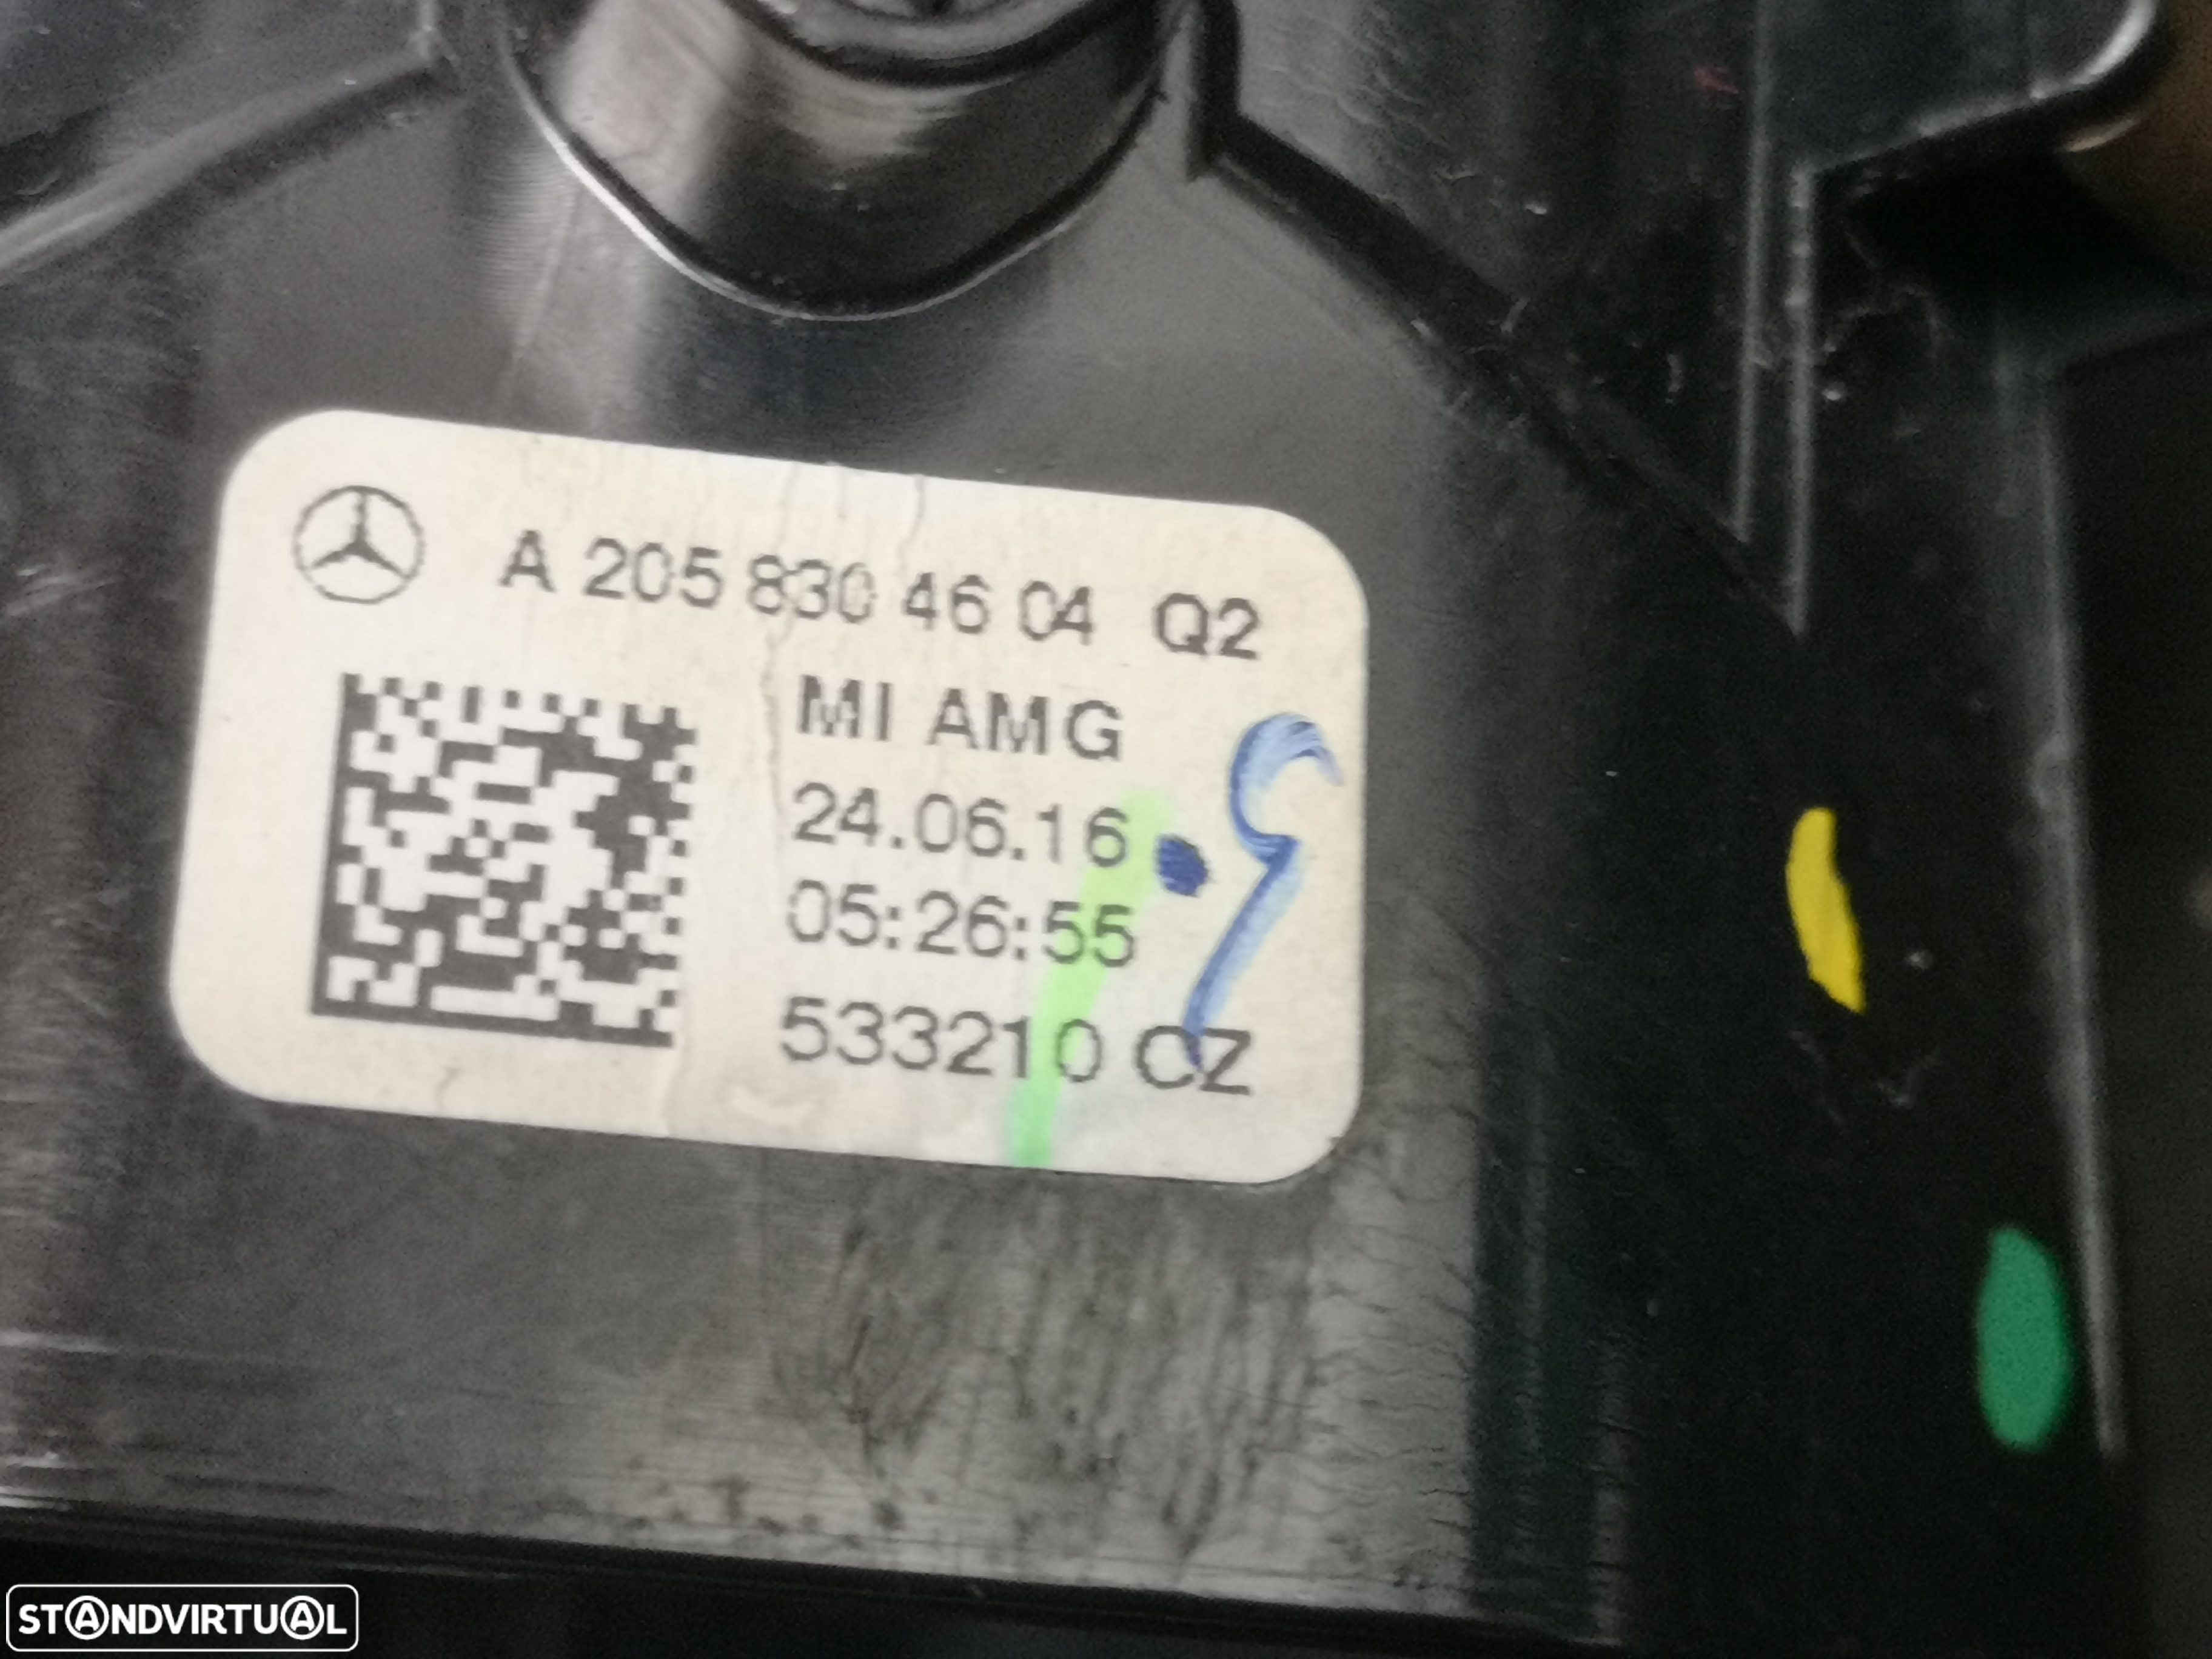 A 205 830 46 04 Q2
MI AMG
24.06.16
05:26:55
533210 CZ
STANDVIRTUAL